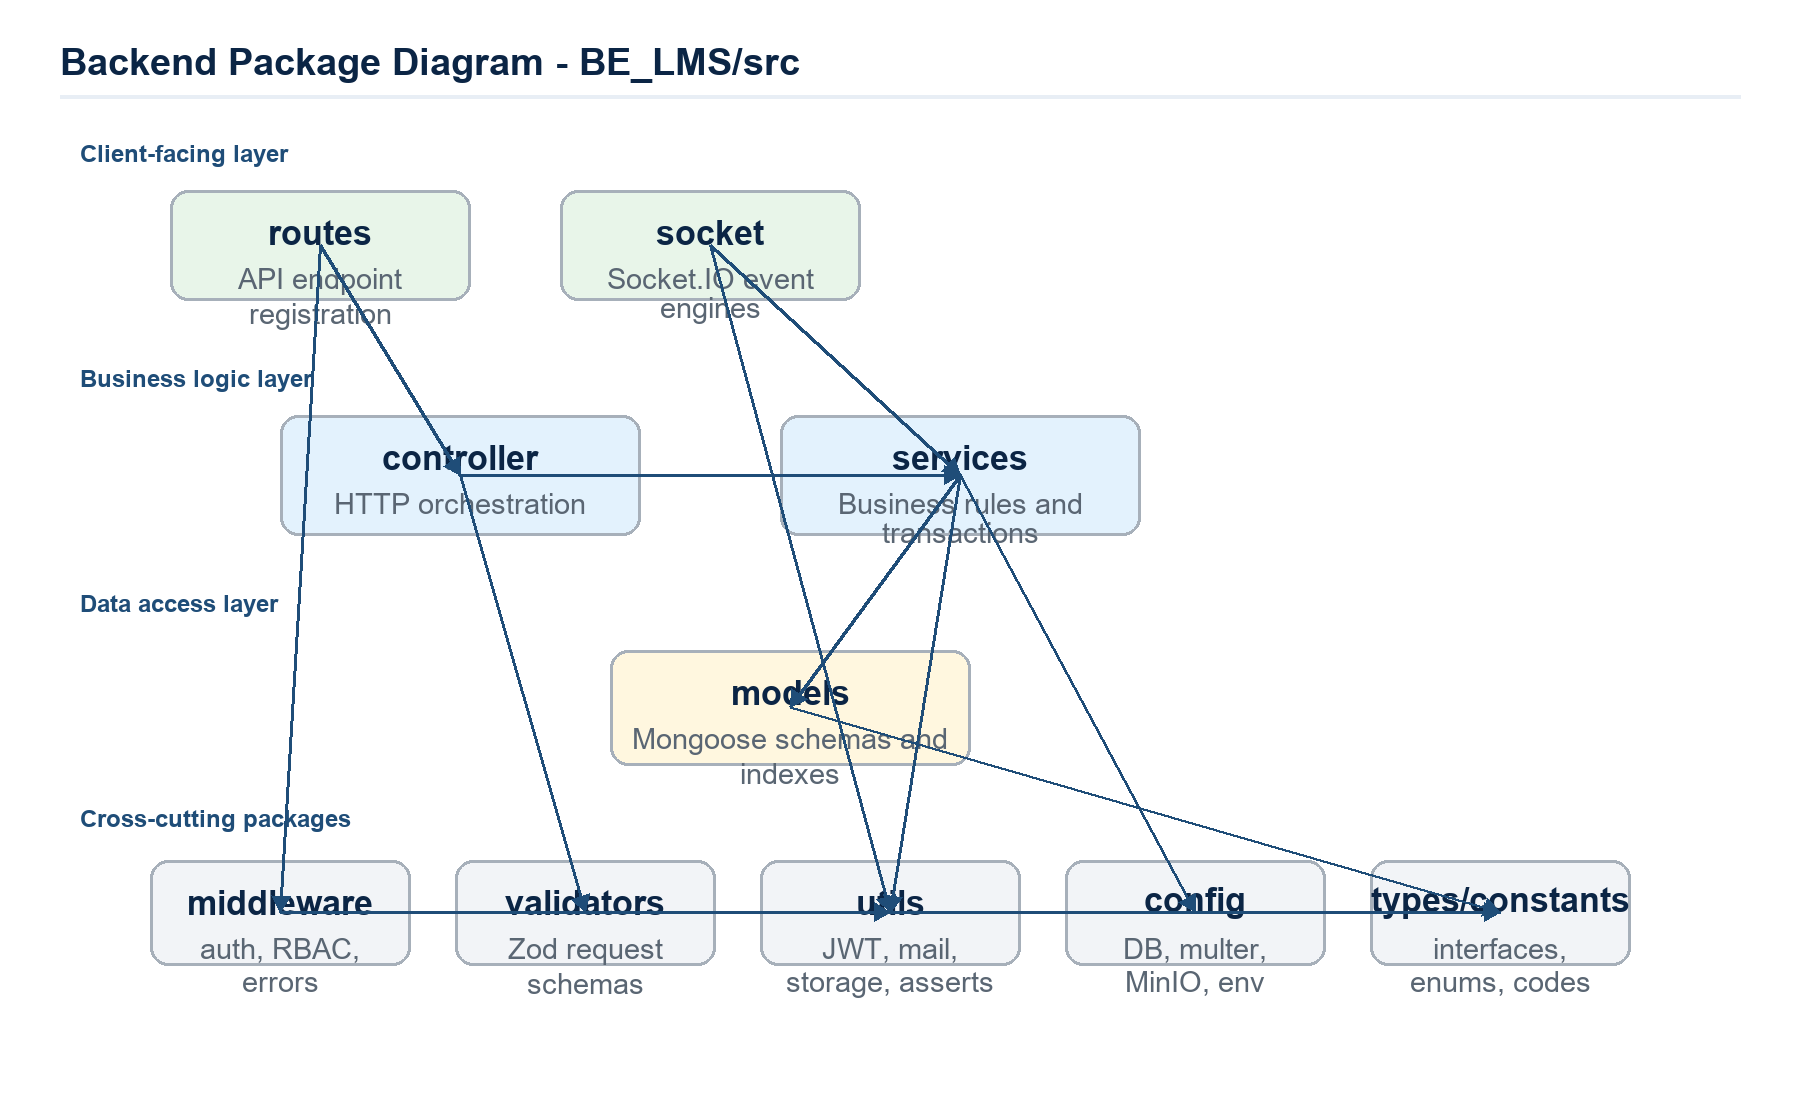 Backend Package Diagram - BE_LMS/src
Client-facing layer
routes
API endpoint
registration
socket
Socket.IO event
engines
Business logic layer
controller
HTTP orchestration
services
Business rules and
transactions
Data access layer
models
Mongoose schemas and
indexes
Cross-cutting packages
middleware
auth, RBAC,
errors
validators
Zod request
schemas
utils
JWT, mail,
storage, asserts
config
DB, multer,
MinIO, env
types/constants
interfaces,
enums, codes